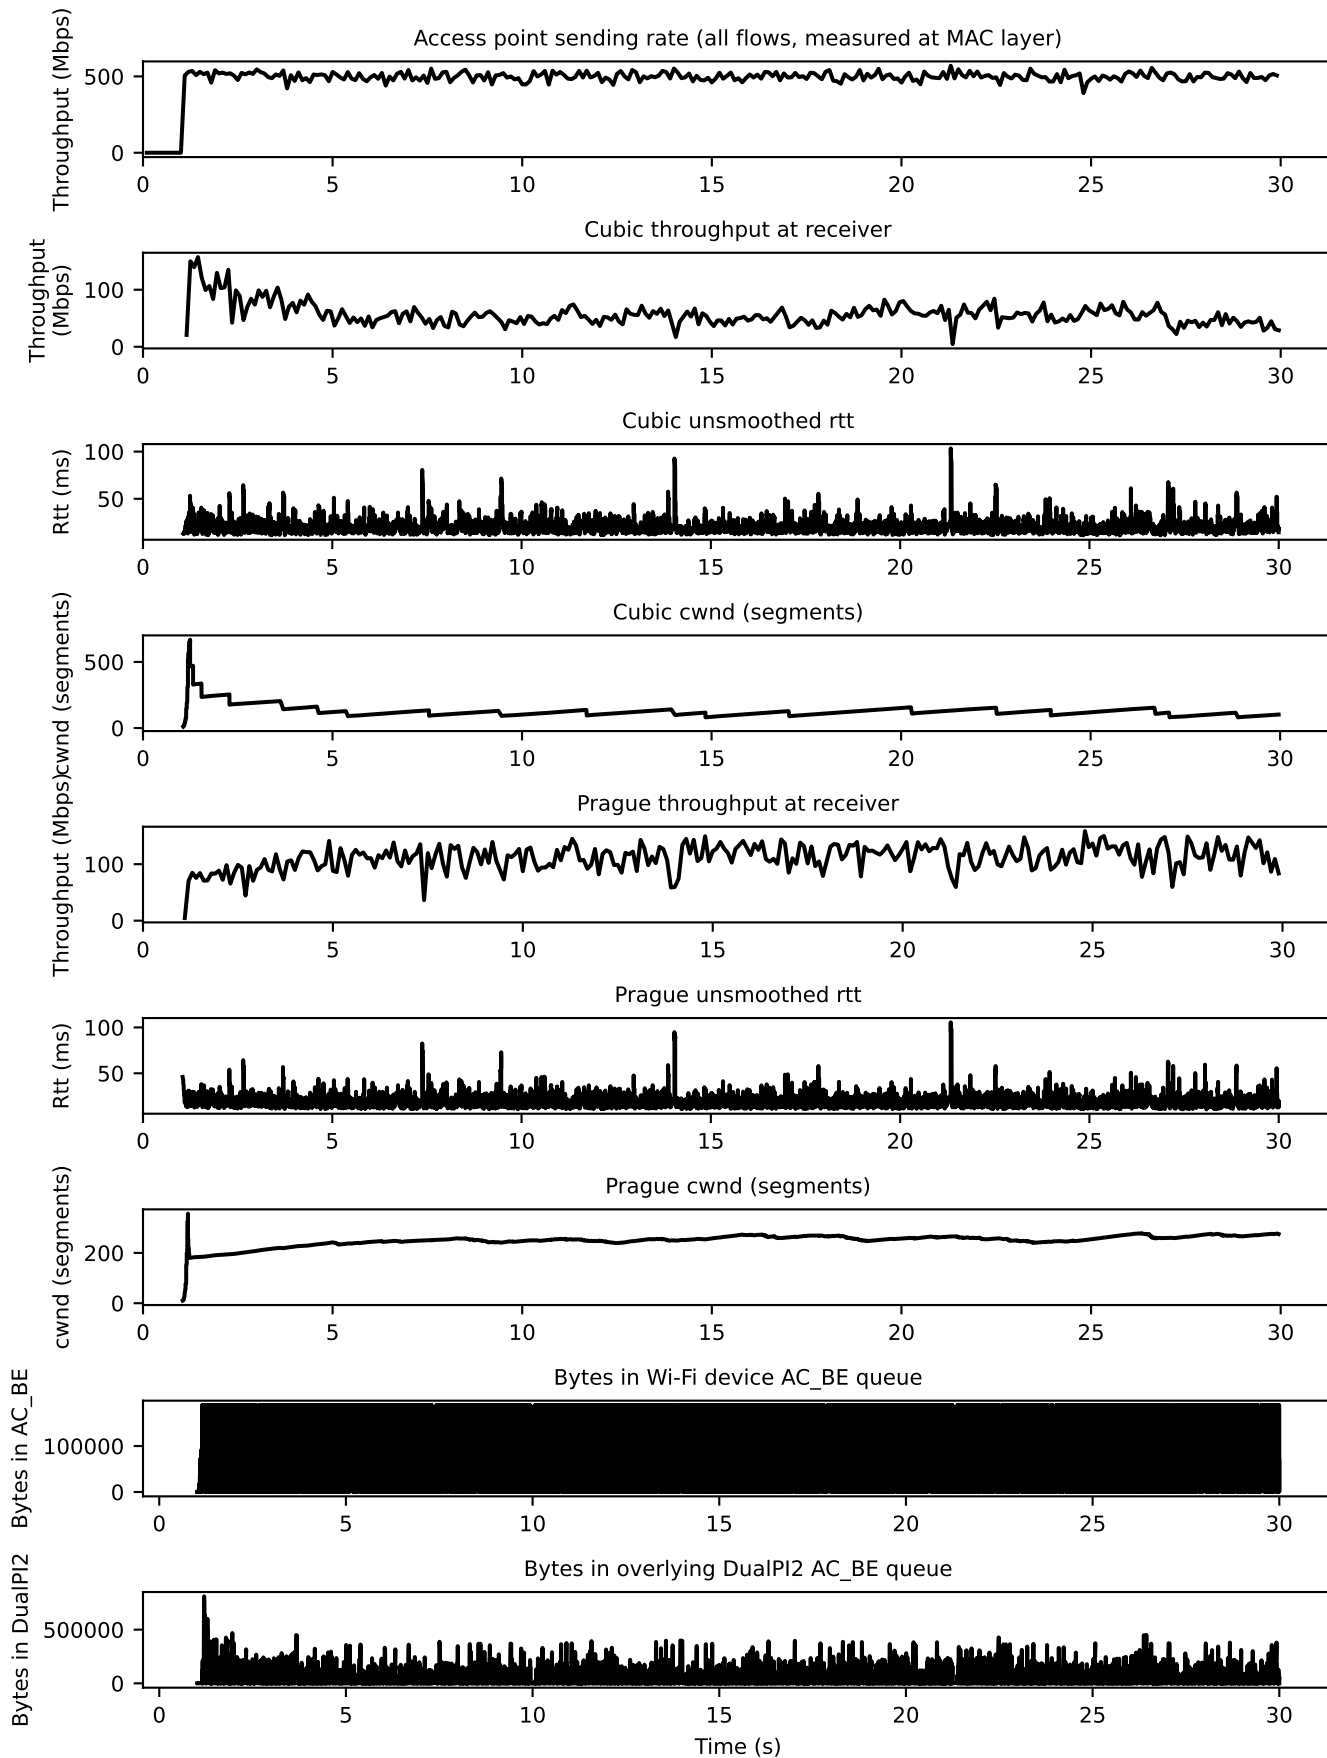 Access point sending rate (all flows, measured at MAC layer)
Throughput (Mbps)
500
0
0 5 10 15 20 25 30
Cubic throughput at receiver
Throughput
(Mbps)
100
0
0 5 10 15 20 25 30
Cubic unsmoothed rtt
Rtt (ms)
100
50
0 5 10 15 20 25 30
Cubic cwnd (segments)
cwnd (segments)
500
0
0 5 10 15 20 25 30
Prague throughput at receiver
Throughput (Mbps)
100
0
0 5 10 15 20 25 30
Prague unsmoothed rtt
Rtt (ms)
100
50
0 5 10 15 20 25 30
Prague cwnd (segments)
cwnd (segments)
200
0
0 5 10 15 20 25 30
Bytes in Wi-Fi device AC_BE queue
Bytes in AC_BE
100000
0
0 5 10 15 20 25 30
Bytes in overlying DualPI2 AC_BE queue
Bytes in DualPI2
500000
0
0 5 10 15 20 25 30
Time (s)